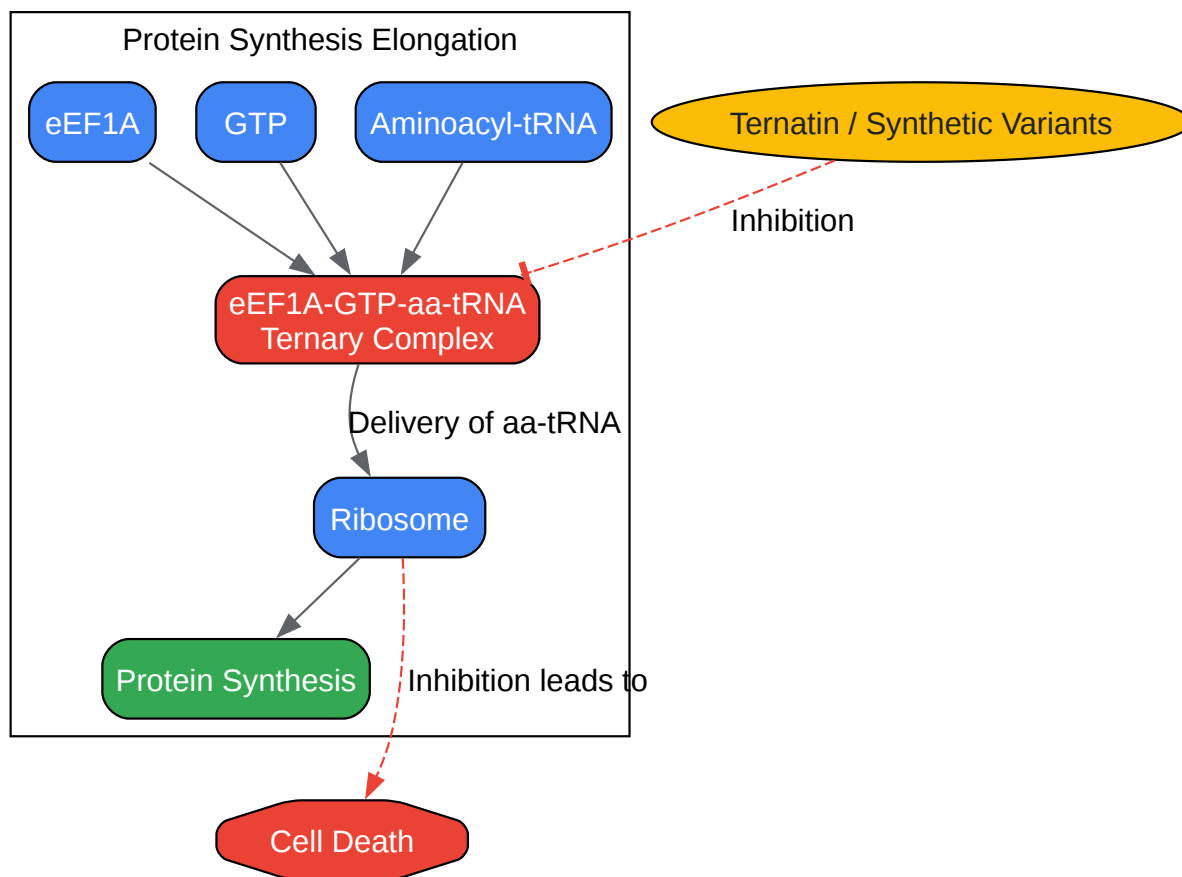 Protein Synthesis Elongation
eEF1A
GTP
Aminoacyl-tRNA
Ternatin / Synthetic Variants
Inhibition
eEF1A-GTP-aa-tRNA
Ternary Complex
Delivery of aa-tRNA
Ribosome
Protein Synthesis
Inhibition leads to
Cell Death